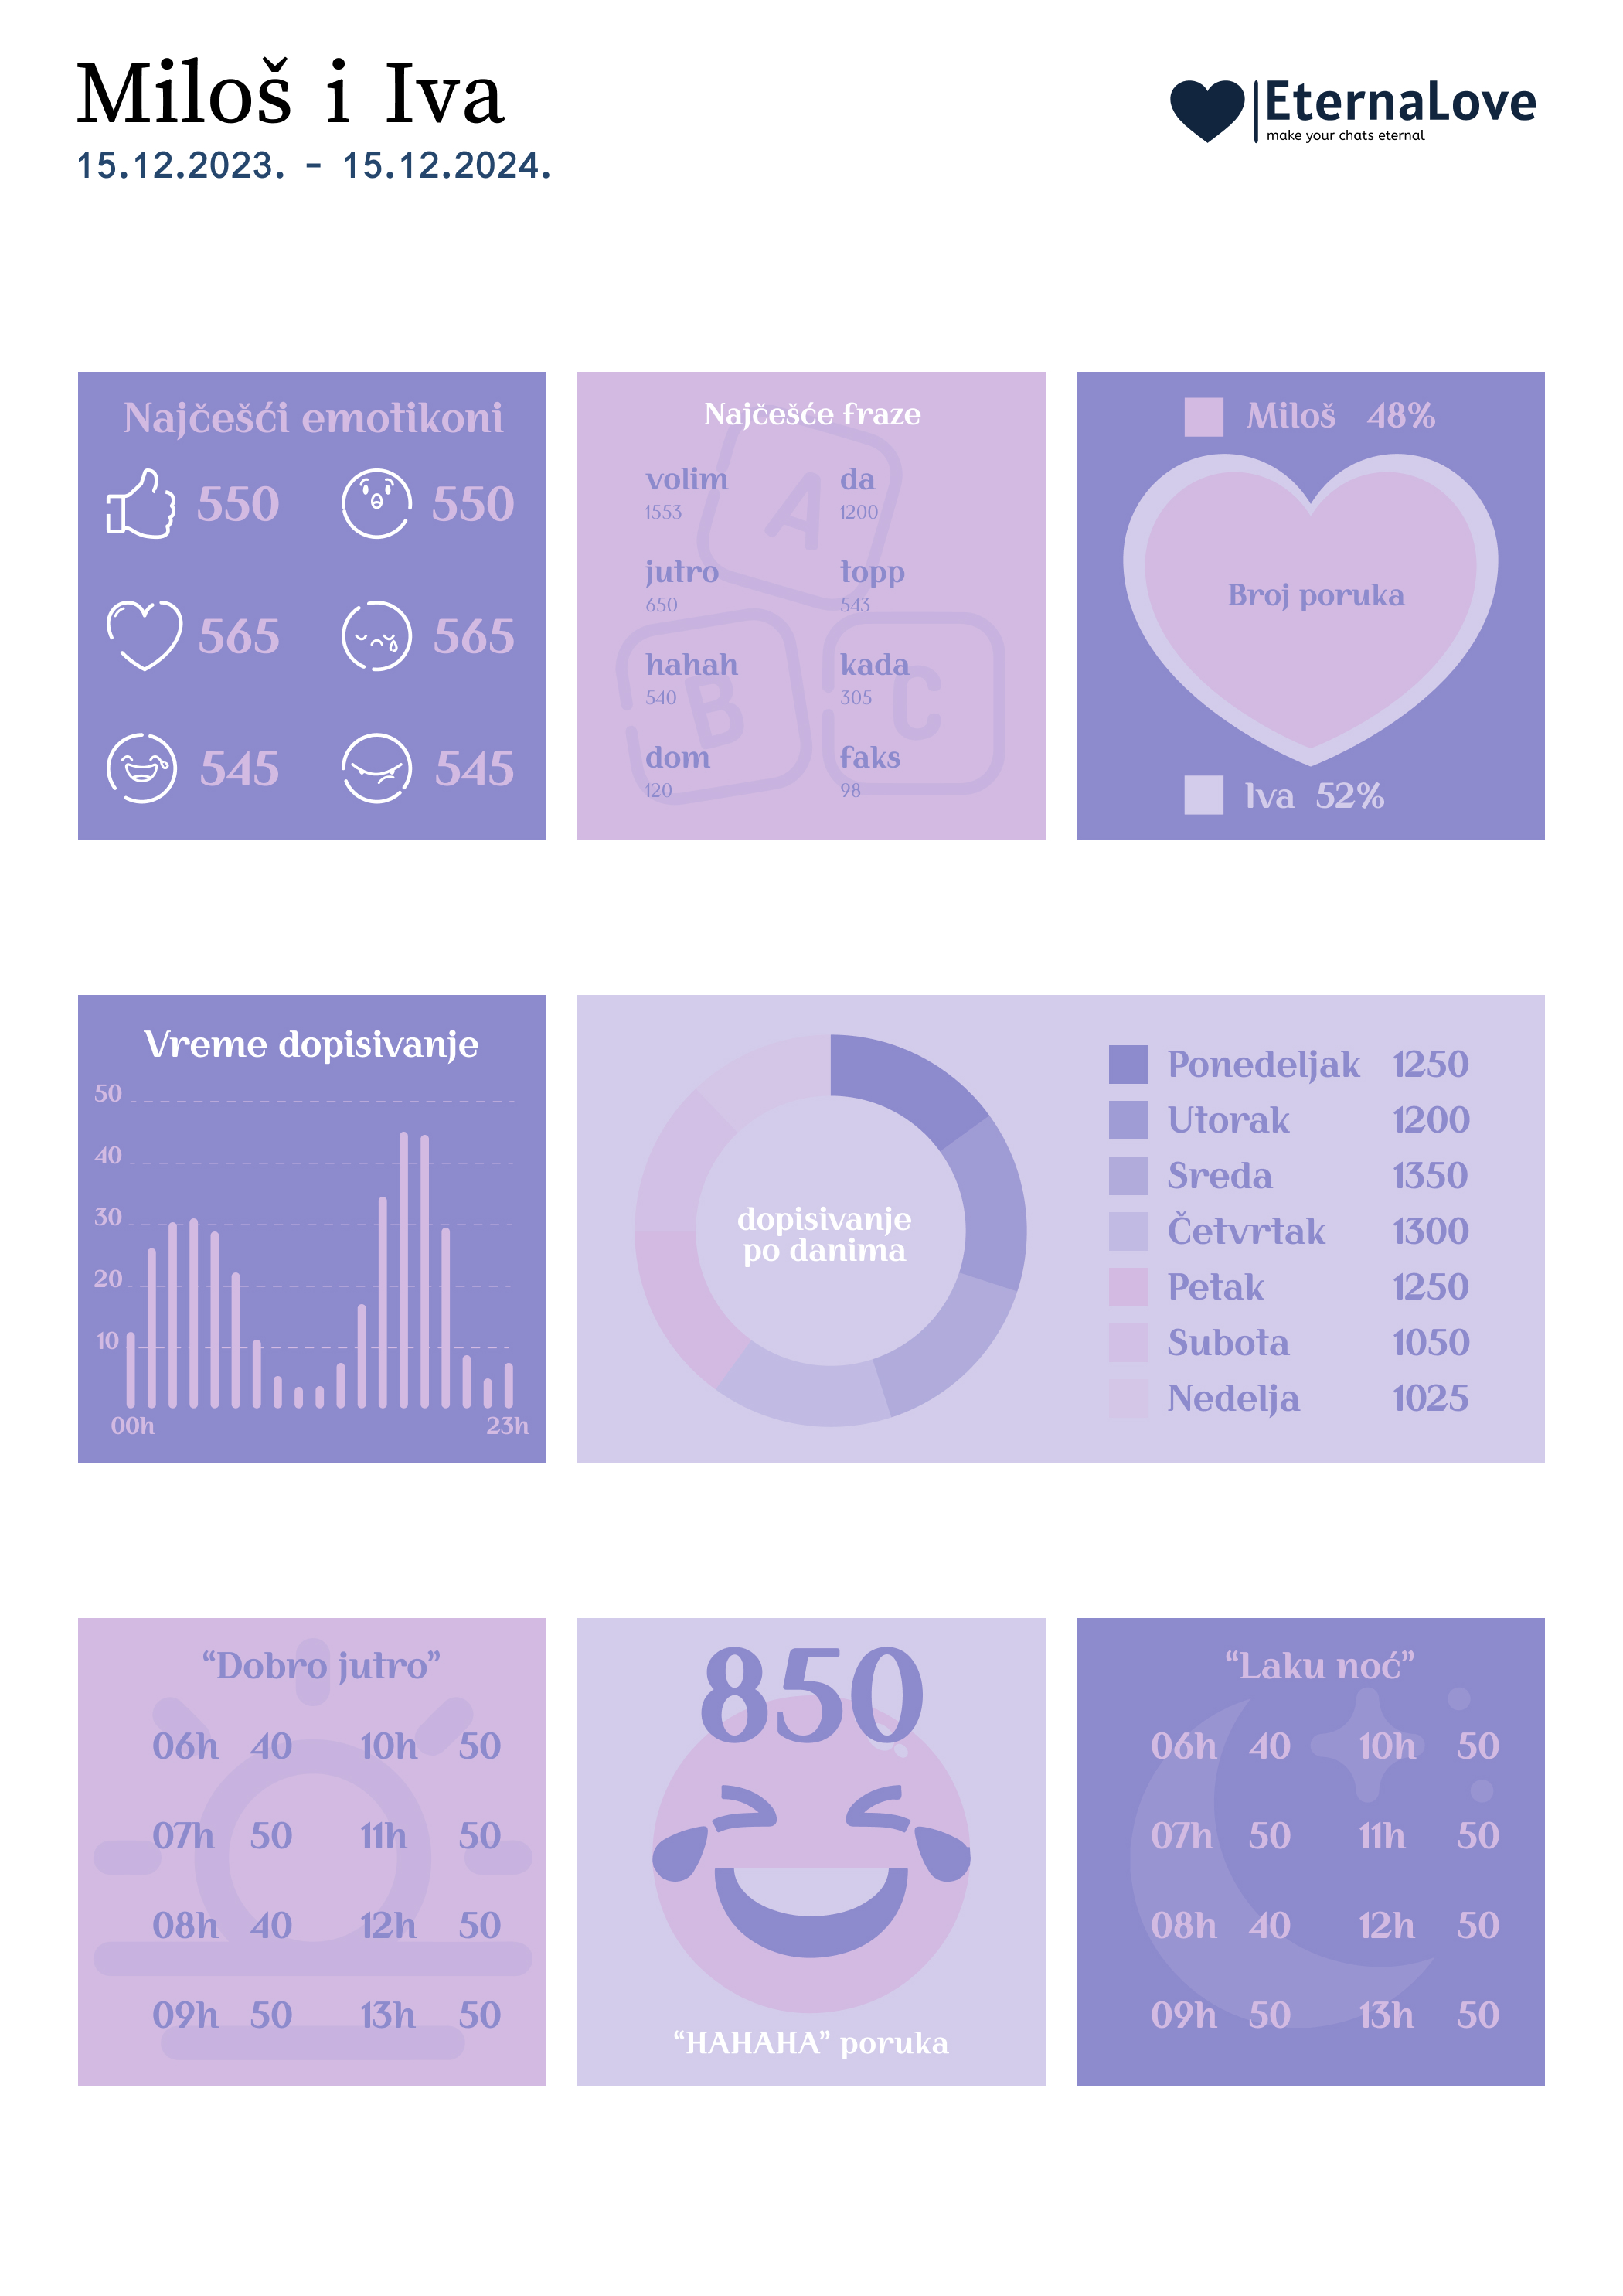 Miloš i Iva
15.12.2023. - 15.12.2024.
EternaLove
make your chats eternal
Najčešći emotikoni
550 550
565 565
545 545
Najčešće fraze
A
B
C
volim da
1553 1200
jutro topp
650 543
hahah kada
540 305
dom faks
120 98
Miloš 48%
Broj poruka
Iva 52%
Vreme dopisivanje
50
40
30
20
10
00h 23h
dopisivanje
po danima
Ponedeljak 1250
Utorak 1200
Sreda 1350
Četvrtak 1300
Petak 1250
Subota 1050
Nedelja 1025
“Dobro jutro”
06h 40 10h 50
07h 50 11h 50
08h 40 12h 50
09h 50 13h 50
850
“HAHAHA” poruka
“Laku noć”
06h 40 10h 50
07h 50 11h 50
08h 40 12h 50
09h 50 13h 50